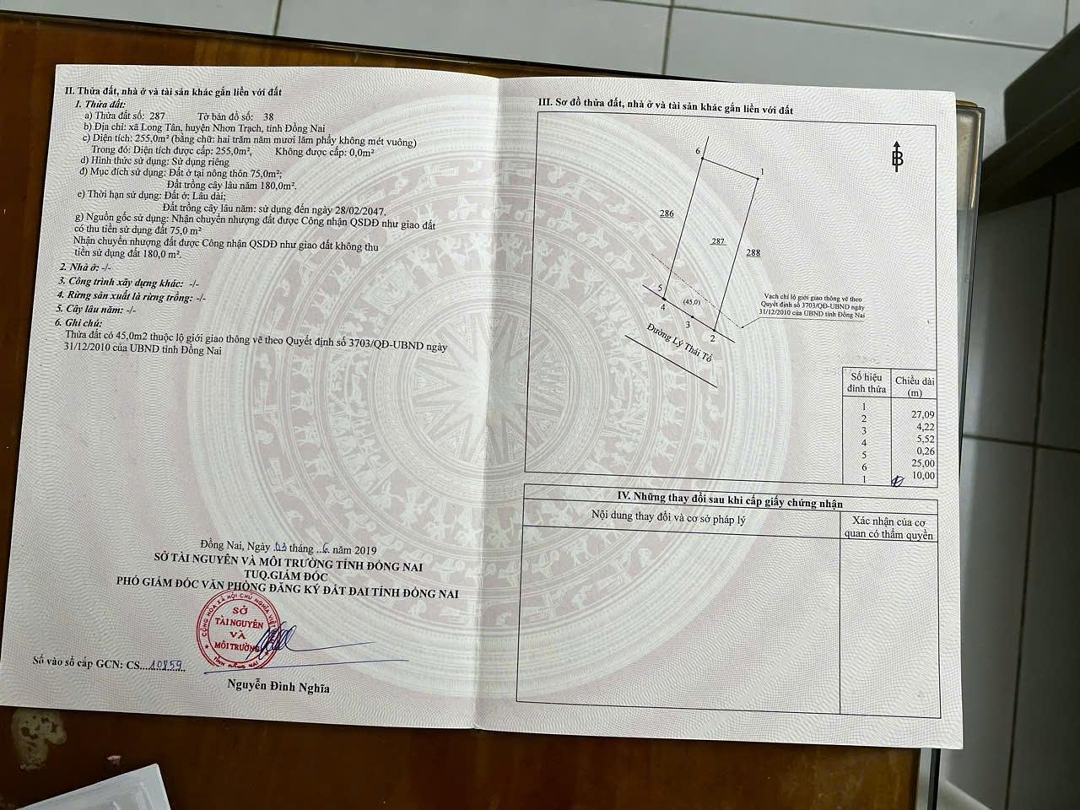 II. Thửa đất, nhà ở và tài sản khác gắn liền với đất
1. Thửa đất:
a) Thửa đất số: 287 Tờ bản đồ số: 38
b) Địa chỉ: xã Long Tân, huyện Nhơn Trạch, tỉnh Đồng Nai
c) Diện tích: 255,0m² (bằng chữ: hai trăm năm mươi lăm phẩy không mét vuông)
Trong đó: Diện tích được cấp: 255,0m², Không được cấp: 0,0m²
d) Hình thức sử dụng: Sử dụng riêng
đ) Mục đích sử dụng: Đất ở tại nông thôn 75,0m²;
Đất trồng cây lâu năm 180,0m².
e) Thời hạn sử dụng: Đất ở: Lâu dài;
Đất trồng cây lâu năm: sử dụng đến ngày 28/02/2047.
g) Nguồn gốc sử dụng: Nhận chuyển nhượng đất được Công nhận QSDĐ như giao đất
có thu tiền sử dụng đất 75,0 m²
Nhận chuyển nhượng đất được Công nhận QSDĐ như giao đất không thu
tiền sử dụng đất 180,0 m².
2. Nhà ở: -/-
3. Công trình xây dựng khác: -/-
4. Rừng sản xuất là rừng trồng: -/-
5. Cây lâu năm: -/-
6. Ghi chú:
Thửa đất có 45,0m2 thuộc lộ giới giao thông vẽ theo Quyết định số 3703/QĐ-UBND ngày
31/12/2010 của UBND tỉnh Đồng Nai
Đồng Nai, Ngày 03 tháng 6 năm 2019
SỞ TÀI NGUYÊN VÀ MÔI TRƯỜNG TỈNH ĐỒNG NAI
TUQ.GIÁM ĐỐC
PHÓ GIÁM ĐỐC VĂN PHÒNG ĐĂNG KÝ ĐẤT ĐAI TỈNH ĐỒNG NAI
CỘNG HÒA XÃ HỘI CHỦ NGHĨA VIỆT
SỞ
TÀI NGUYÊN
VÀ
MÔI TRƯỜNG
TỈNH ĐỒNG NAI
Số vào sổ cấp GCN: CS 10859
Nguyễn Đình Nghĩa
III. Sơ đồ thửa đất, nhà ở và tài sản khác gắn liền với đất
B
6
1
286
287
288
5
(45,0)
4
3
2
Vạch chỉ lộ giới giao thông vẽ theo
Quyết định số 3703/QĐ-UBND ngày
31/12/2010 của UBND tỉnh Đồng Nai
Đường Lý Thái Tổ
Số hiệu đỉnh thửa Chiều dài (m)
1
27,09
2
4,22
3
5,52
4
0,26
5
25,00
6
10,00
1
IV. Những thay đổi sau khi cấp giấy chứng nhận
Nội dung thay đổi và cơ sở pháp lý
Xác nhận của cơ
quan có thẩm quyền